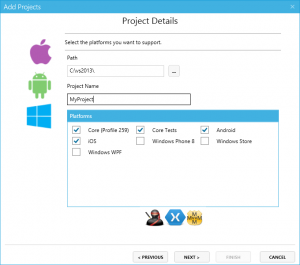 Add Projects
Project Details
Select the platforms you want to support.
Path
C:/vs2013\
...
Project Name
MyProject
Platforms
Core (Profile 259) Core Tests Android
iOS Windows Phone 8 Windows Store
Windows WPF
< PREVIOUS NEXT > FINISH CANCEL